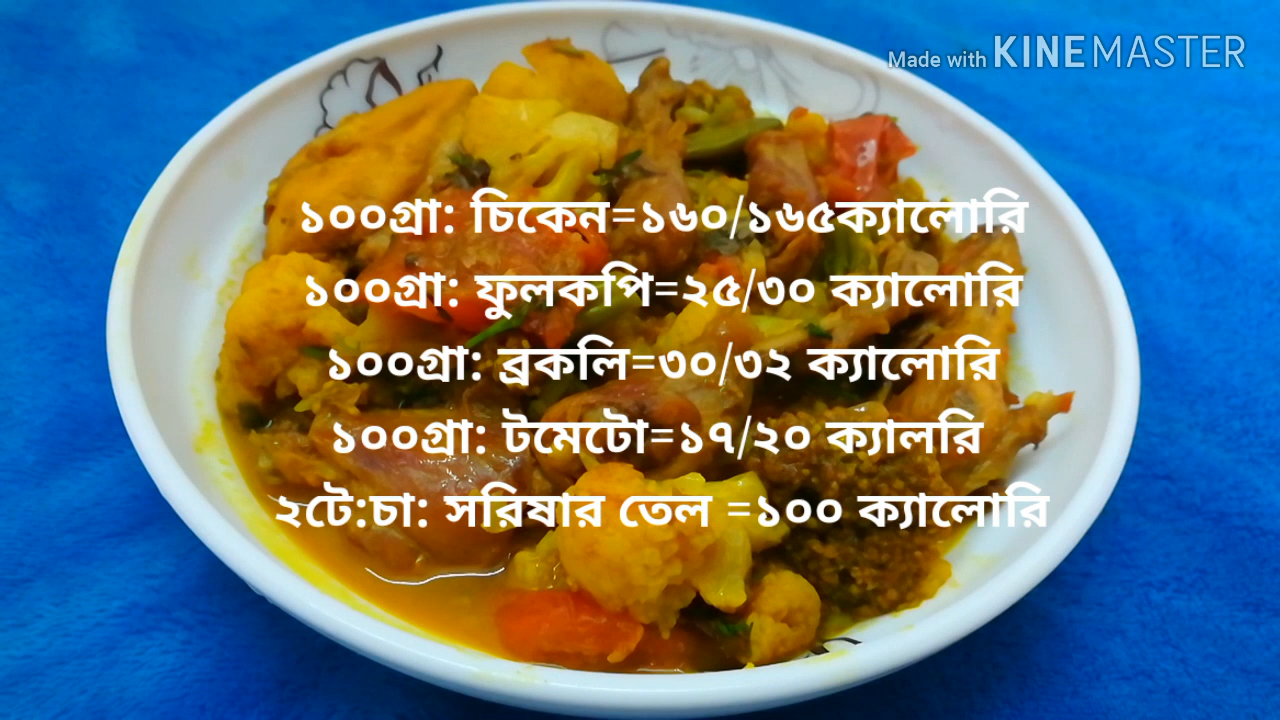 Made with KINEMASTER
১০০গ্রা: চিকেন=১৬০/১৬৫ক্যালোরি
১০০গ্রা: ফুলকপি=২৫/৩০ ক্যালোরি
১০০গ্রা: ব্রকলি=৩০/৩২ ক্যালোরি
১০০গ্রা: টমেটো=১৭/২০ ক্যালরি
২টে:চা: সরিষার তেল =১০০ ক্যালোরি